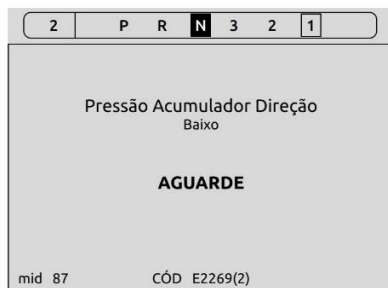 2 P R N 3 2 1
Pressão Acumulador Direção
Baixo
AGUARDE
mid 87 CÓD E2269(2)